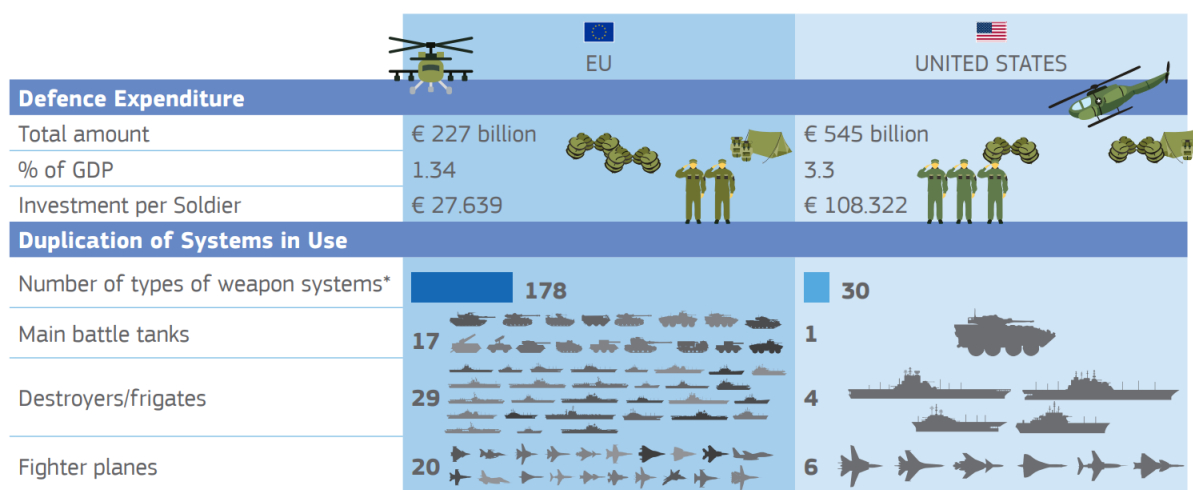 EU
UNITED STATES
Defence Expenditure
Total amount € 227 billion € 545 billion
% of GDP 1.34 3.3
Investment per Soldier € 27.639 € 108.322
Duplication of Systems in Use
Number of types of weapon systems* 178 30
Main battle tanks 17 1
Destroyers/frigates 29 4
Fighter planes 20 6